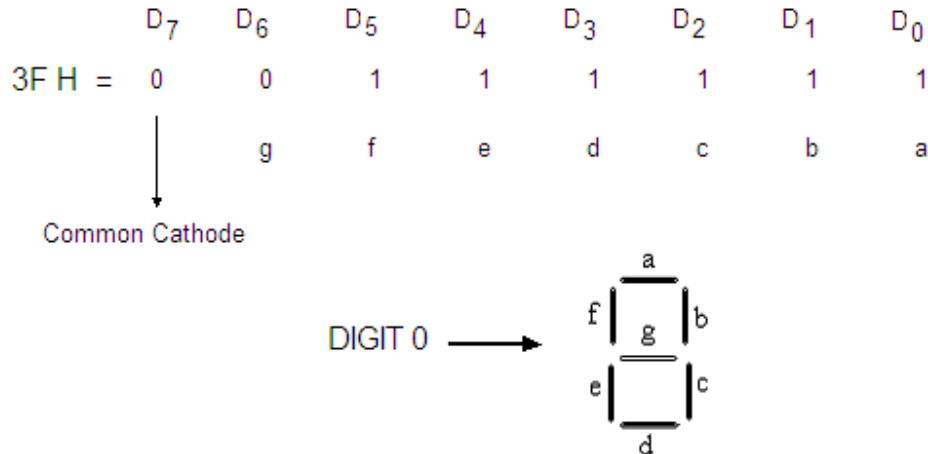 D7 D6 D5 D4 D3 D2 D1 D0
3F H = 0 0 1 1 1 1 1 1
g f e d c b a
Common Cathode
a
f b
DIGIT 0 g
e c
d